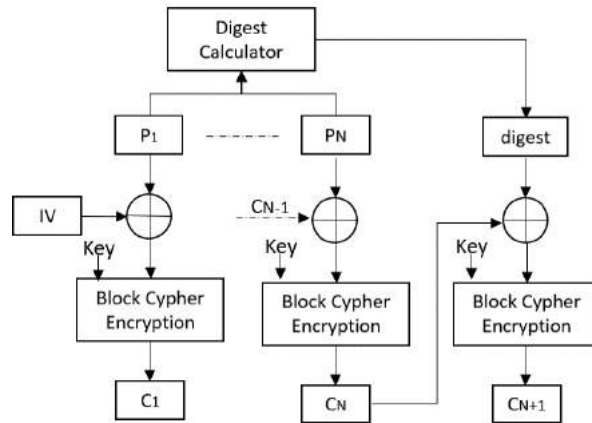 Digest
Calculator
P1
PN
digest
IV
CN-1
Key
Key
Key
Block Cypher
Encryption
Block Cypher
Encryption
Block Cypher
Encryption
C1
CN
CN+1